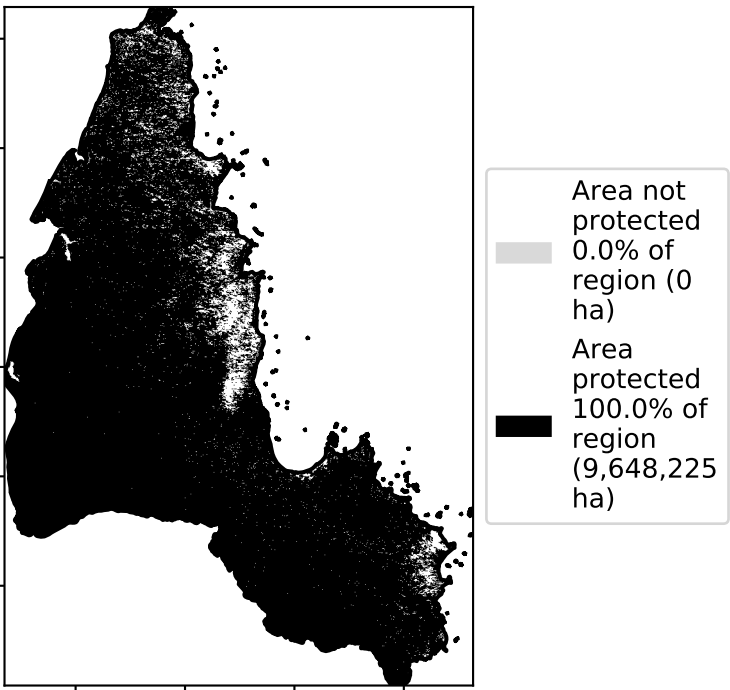 Area not
protected
0.0% of
region (0
ha)
Area
protected
100.0% of
region
(9,648,225
ha)